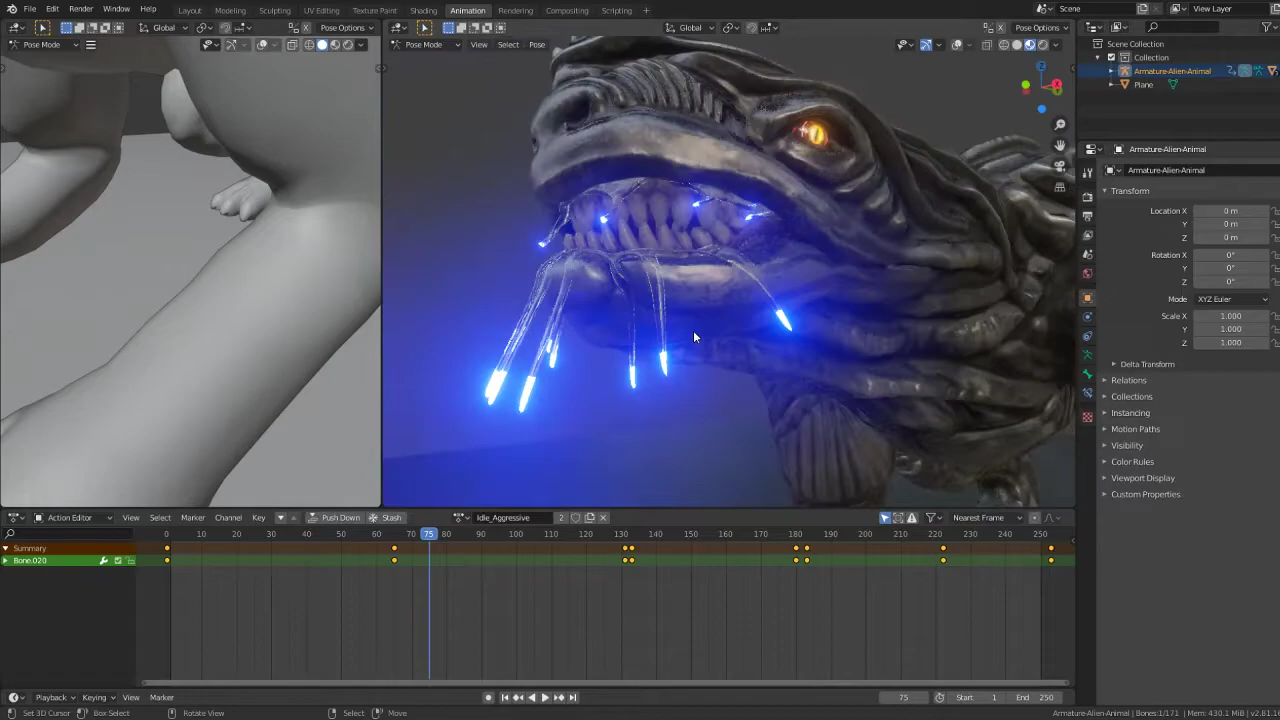 File Edit Render Window Help Layout Modeling Sculpting UV Editing Texture Paint Shading Animation Rendering Compositing Scripting + Scene View Layer
Global Pose Options Global Pose Options
Pose Mode Pose Mode View Select Pose
Scene Collection
Collection
Armature-Alien-Animal
Plane
Armature-Alien-Animal
Armature-Alien-Animal
Transform
Location X 0 m
Y 0 m
Z 0 m
Rotation X 0°
Y 0°
Z 0°
Mode XYZ Euler
Scale X 1.000
Y 1.000
Z 1.000
Delta Transform
Relations
Collections
Instancing
Motion Paths
Visibility
Color Rules
Viewport Display
Custom Properties
Action Editor View Select Marker Channel Key Push Down Stash Idle_Aggressive 2 Nearest Frame
0 10 20 30 40 50 60 70 75 80 90 100 110 120 130 140 150 160 170 180 190 200 210 220 230 240 250
Summary
Bone.020
Playback Keying View Marker 75 Start 1 End 250
Set 3D Cursor Box Select Rotate View Select Move Armature-Alien-Animal | Bones:1/171 | Mem: 430.1 MiB | v2.81.16